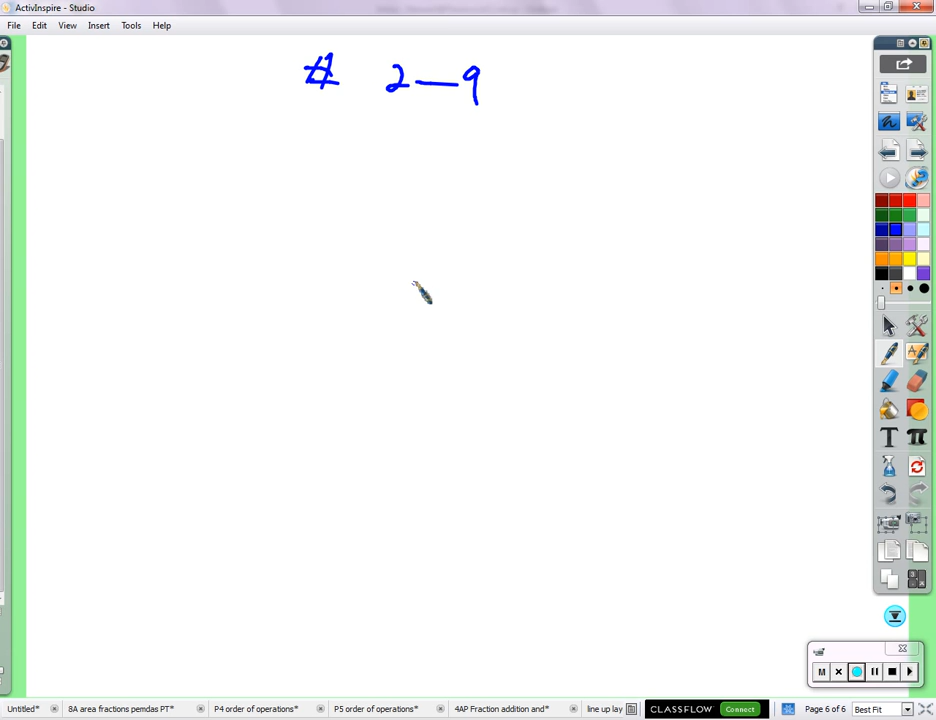 ActivInspire - Studio
File Edit View Insert Tools Help
# 2—9
Untitled* 8A area fractions pemdas PT* P4 order of operations* P5 order of operations* 4AP Fraction addition and* line up lay CLASSFLOW Connect Page 6 of 6 Best Fit